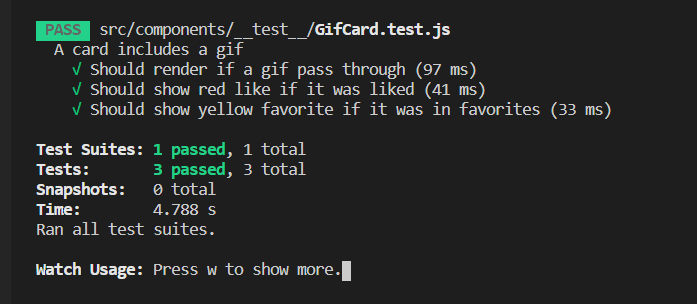 PASS src/components/__test__/GifCard.test.js
A card includes a gif
√ Should render if a gif pass through (97 ms)
√ Should show red like if it was liked (41 ms)
√ Should show yellow favorite if it was in favorites (33 ms)
Test Suites: 1 passed, 1 total
Tests: 3 passed, 3 total
Snapshots: 0 total
Time: 4.788 s
Ran all test suites.
Watch Usage: Press w to show more.